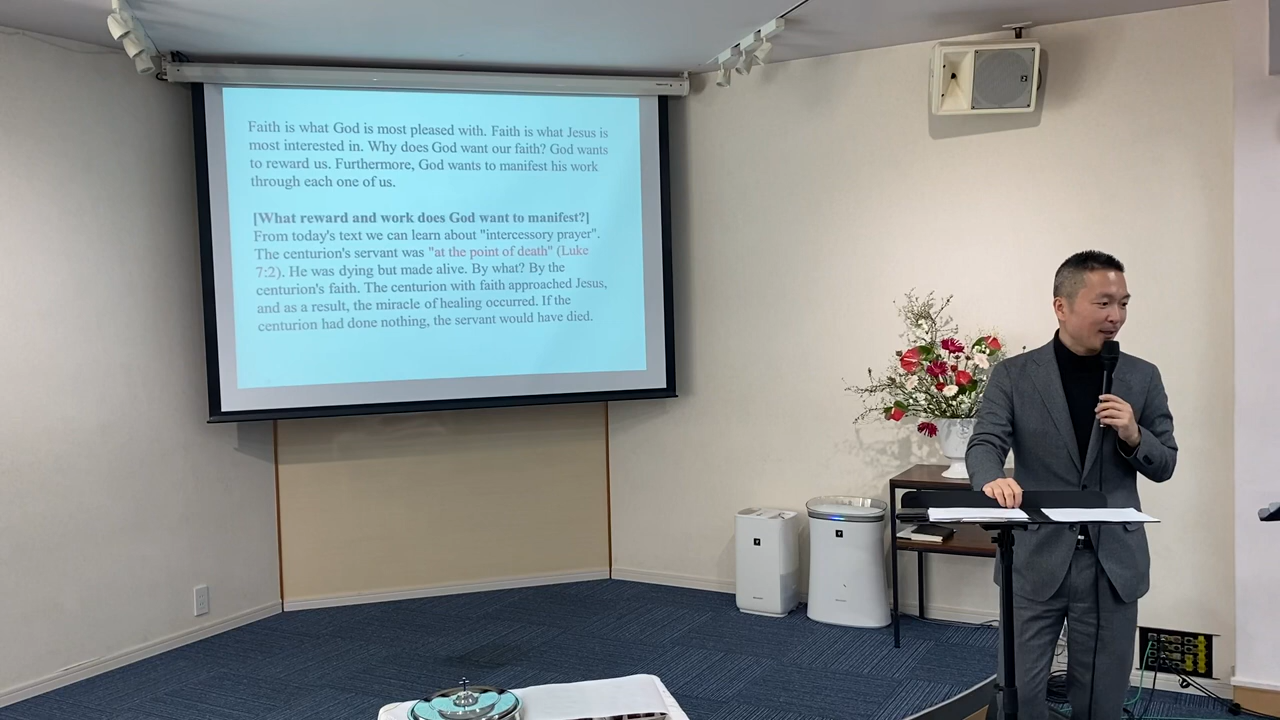 Faith is what God is most pleased with. Faith is what Jesus is
most interested in. Why does God want our faith? God wants
to reward us. Furthermore, God wants to manifest his work
through each one of us.
[What reward and work does God want to manifest?]
From today's text we can learn about "intercessory prayer".
The centurion's servant was "at the point of death" (Luke
7:2). He was dying but made alive. By what? By the
centurion's faith. The centurion with faith approached Jesus,
and as a result, the miracle of healing occurred. If the
centurion had done nothing, the servant would have died.